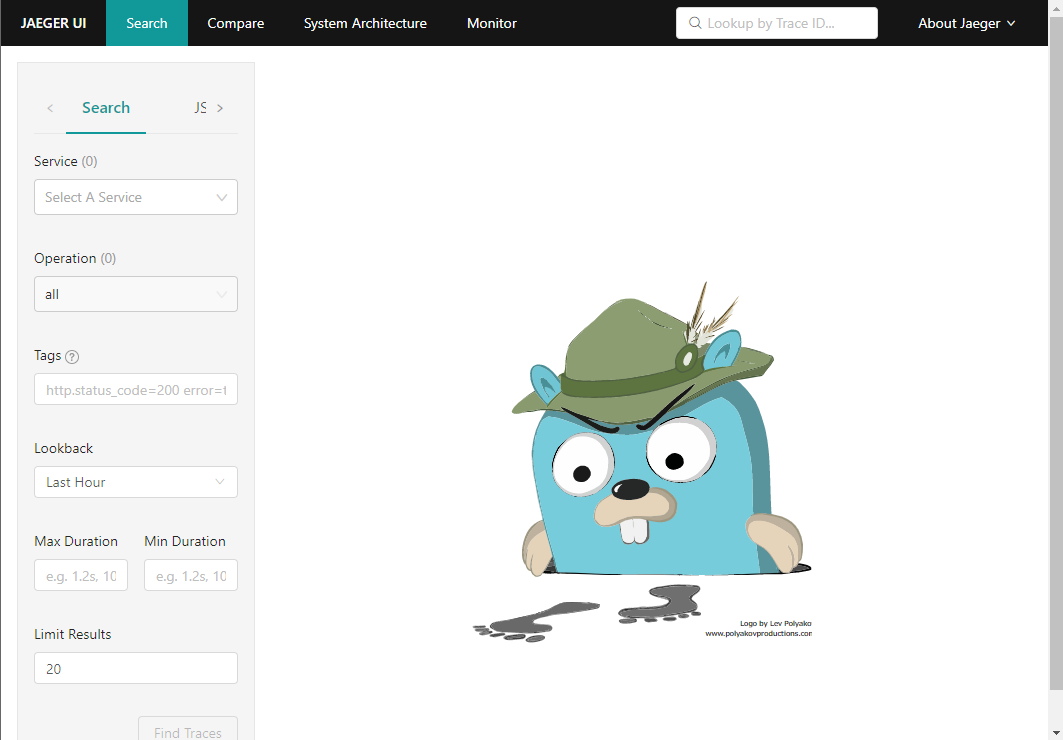 JAEGER UI Search Compare System Architecture Monitor Lookup by Trace ID... About Jaeger
Search JS
Service (0)
Select A Service
Operation (0)
all
Tags ?
http.status_code=200 error=t
Lookback
Last Hour
Max Duration Min Duration
e.g. 1.2s, 10 e.g. 1.2s, 10
Limit Results
20
Find Traces
Logo by Lev Polyako
www.polyakovproductions.com